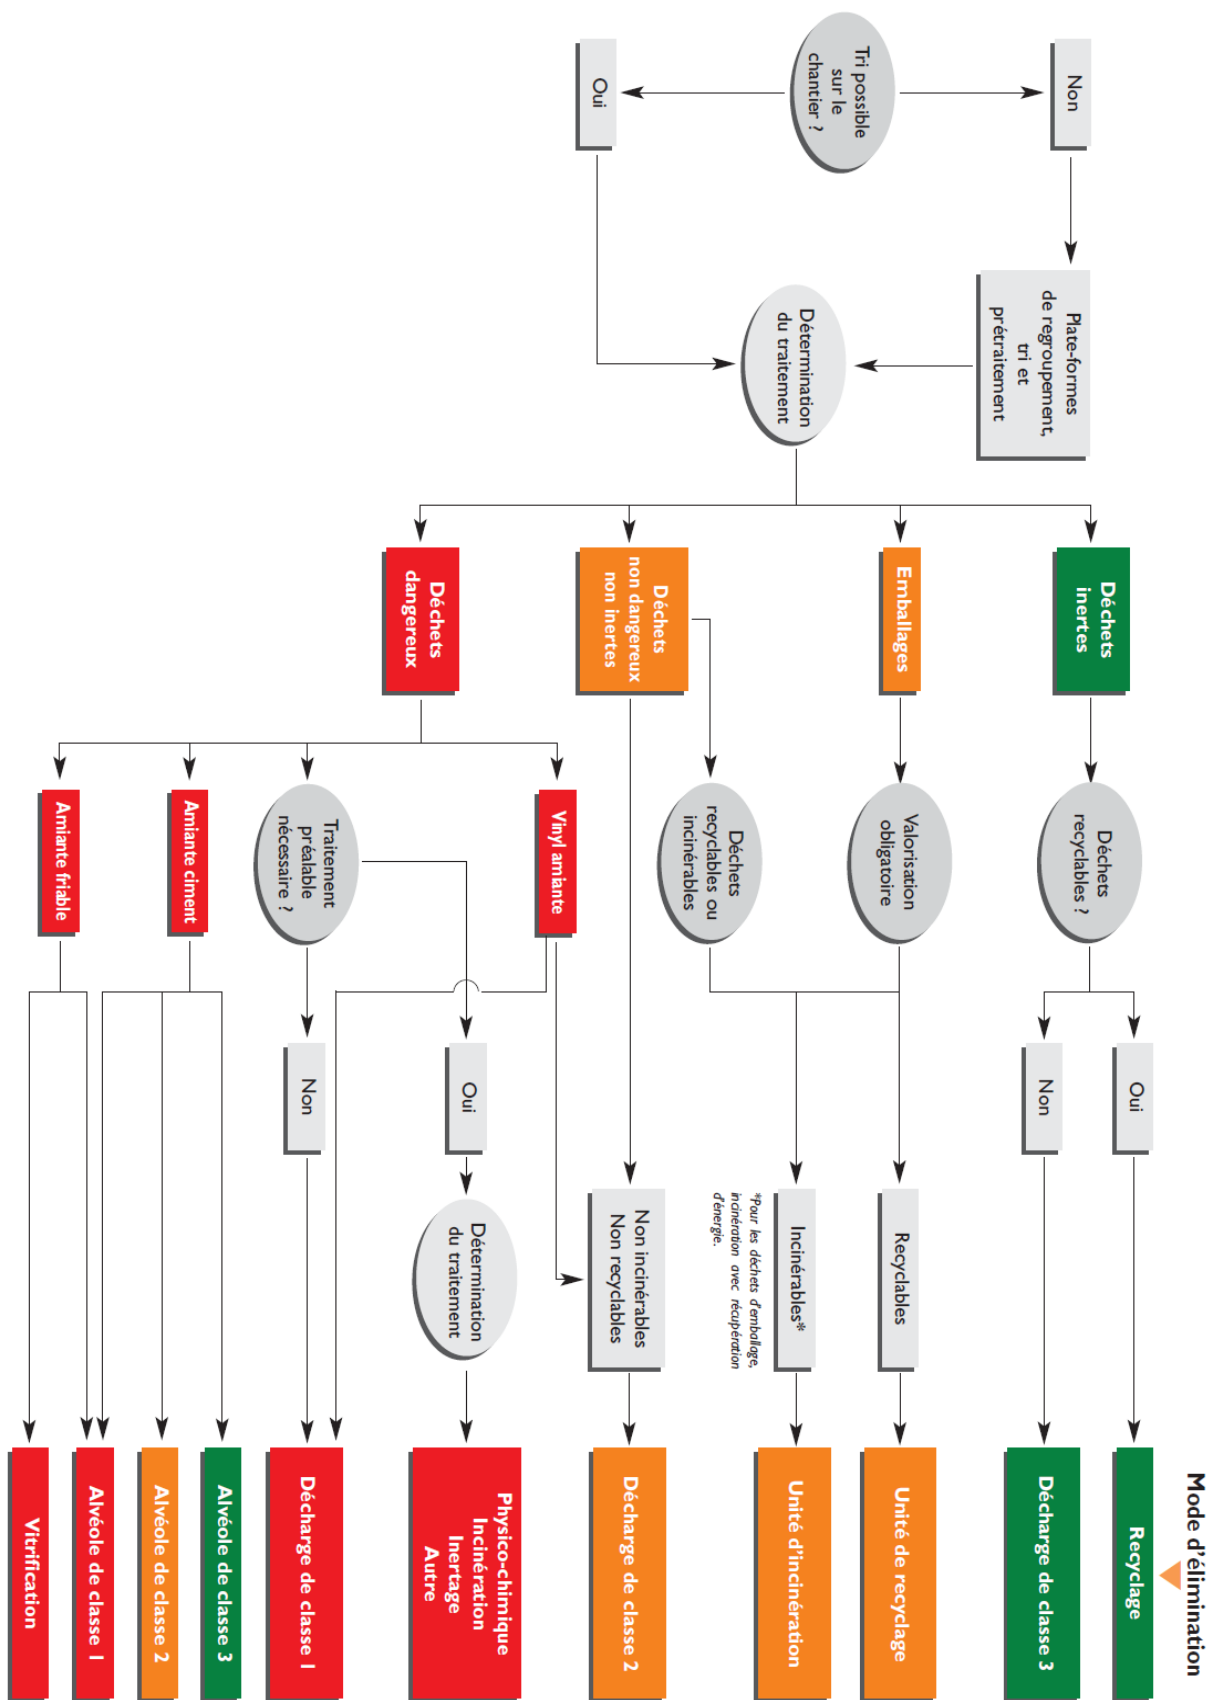 Tri possible
sur le
chantier ?
Non
Oui
Plate-formes
de regroupement,
tri et
prétraitement
Détermination
du traitement
Déchets
inertes
Emballages
Déchets
non dangereux
non inertes
Déchets
dangereux
Déchets
recyclables ?
Valorisation
obligatoire
Déchets
recyclables ou
incinérables
Vinyl amiante
Traitement
préalable
nécessaire ?
Amiante ciment
Amiante friable
Oui
Non
Oui
Non
Recyclables
Incinérables*
*Pour les déchets d'emballage,
incinération avec récupération
d'énergie.
Non incinérables
Non recyclables
Détermination
du traitement
Mode d'élimination
Recyclage
Décharge de classe 3
Unité de recyclage
Unité d'incinération
Décharge de classe 2
Physico-chimique
Incinération
Inertage
Autre
Décharge de classe 1
Alvéole de classe 3
Alvéole de classe 2
Alvéole de classe 1
Vitrification